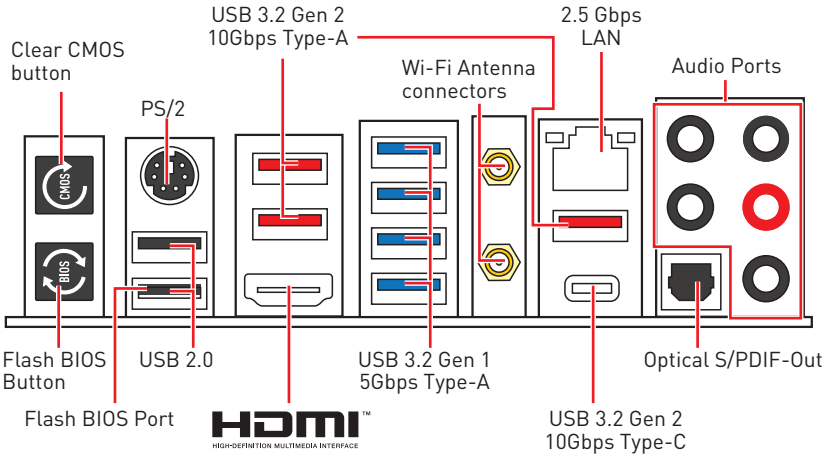 USB 3.2 Gen 2
10Gbps Type-A
2.5 Gbps
LAN
Clear CMOS
button
Wi-Fi Antenna
connectors
Audio Ports
PS/2
CMOS
BIOS
Flash BIOS
Button
USB 2.0
USB 3.2 Gen 1
5Gbps Type-A
Optical S/PDIF-Out
Flash BIOS Port
HDMI™
HIGH-DEFINITION MULTIMEDIA INTERFACE
USB 3.2 Gen 2
10Gbps Type-C